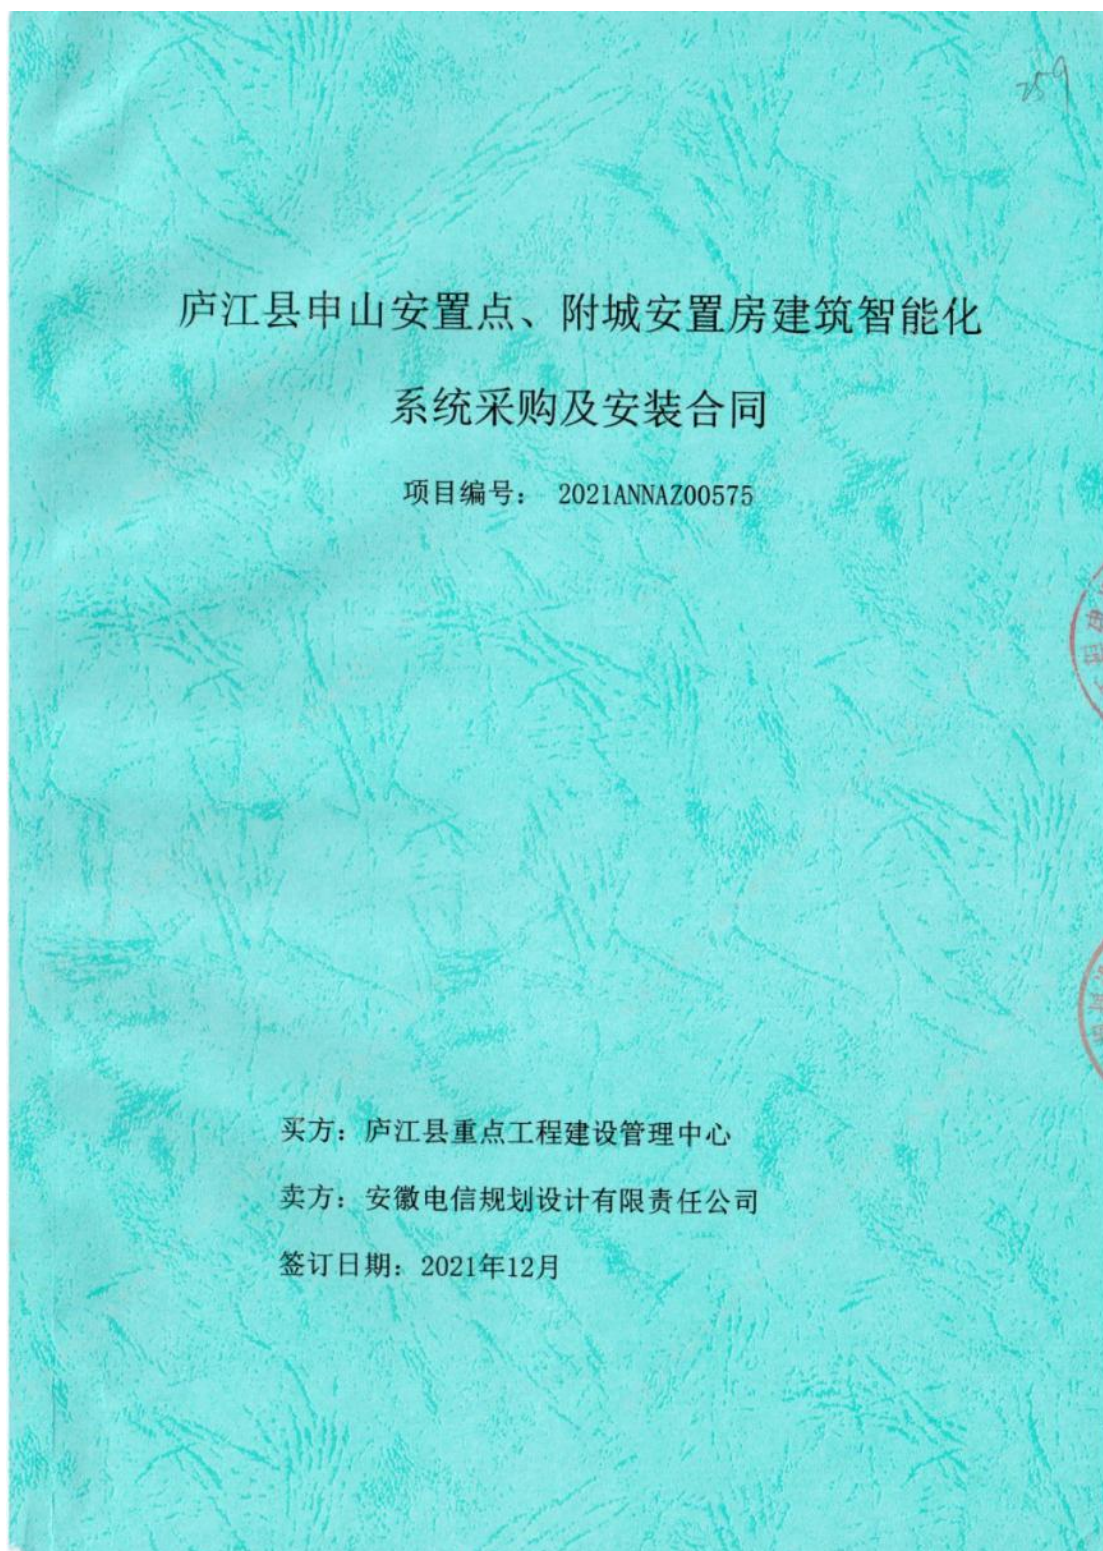 259
庐江县申山安置点、附城安置房建筑智能化
系统采购及安装合同
项目编号： 2021ANNAZ00575
买方：庐江县重点工程建设管理中心
卖方：安徽电信规划设计有限责任公司
签订日期：2021年12月